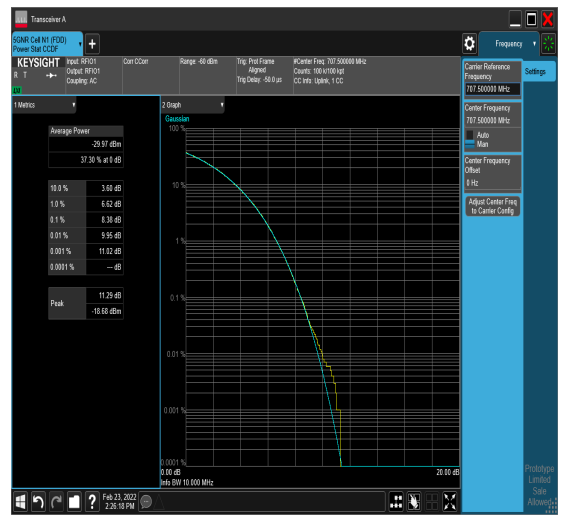 Transceiver A
5GNR Cell N1 (FDD)
Power Stat CCDF
Frequency
KEYSIGHT
R T
LXI
Input: RFIO1
Output: RFIO1
Coupling: AC
Corr CCorr
Range: -60 dBm
Trig: Prot Frame
Aligned
Trig Delay: -50.0 µs
#Center Freq: 707.500000 MHz
Counts: 100 k/100 kpt
CC Info: Uplink, 1 CC
1 Metrics
Average Power
-29.97 dBm
37.30 % at 0 dB
10.0 % 3.60 dB
1.0 % 6.62 dB
0.1 % 8.38 dB
0.01 % 9.95 dB
0.001 % 11.02 dB
0.0001 % --- dB
Peak
11.29 dB
-18.68 dBm
2 Graph
Gaussian
100 %
10 %
1 %
0.1 %
0.01 %
0.001 %
0.0001 %
0.00 dB
20.00 dB
Info BW 10.000 MHz
Carrier Reference
Frequency
707.500000 MHz
Center Frequency
707.500000 MHz
Auto
Man
Center Frequency
Offset
0 Hz
Adjust Center Freq
to Carrier Config
Settings
Prototype
Limited
Sale
Allowed
Feb 23, 2022
2:26:18 PM